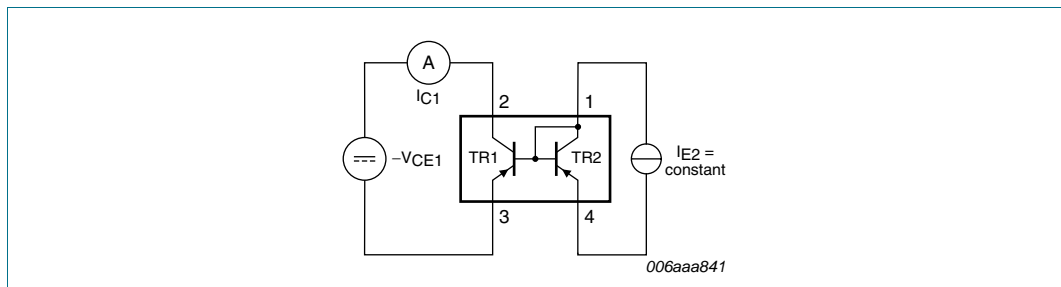 A
IC1
2
1
−VCE1
TR1
TR2
IE2 =
constant
3
4
006aaa841